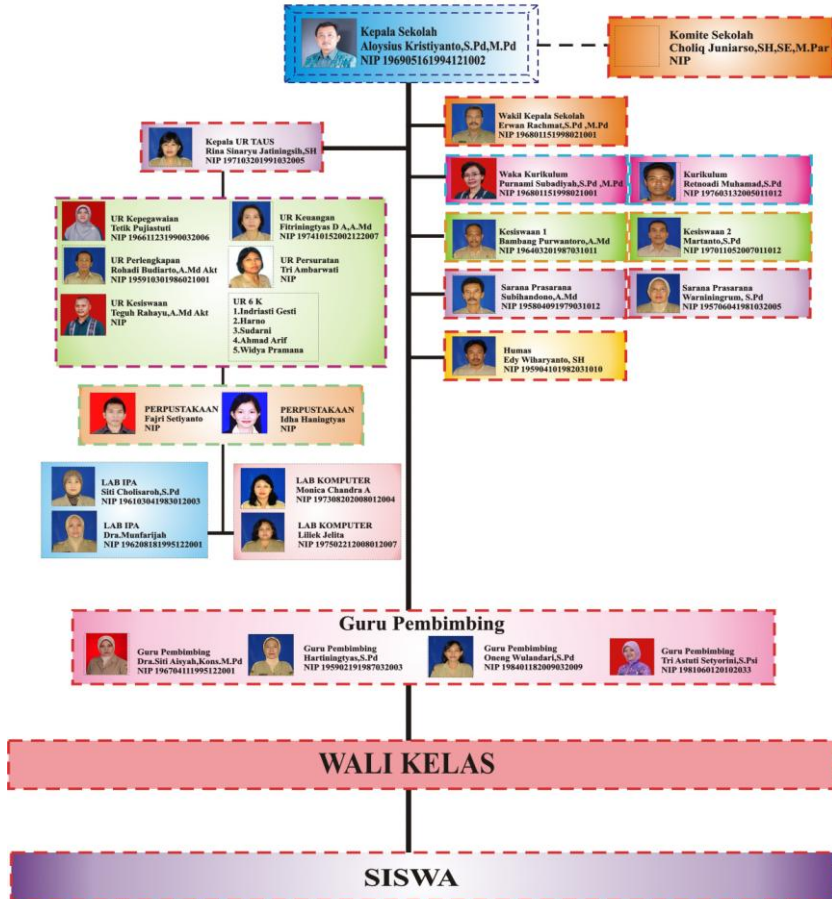 Kepala Sekolah
Aloysius Kristiyanto,S.Pd,M.Pd
NIP 196905161994121002
Komite Sekolah
Choliq Juniarso,SH,SE,M.Par
NIP
Kepala UR TAUS
Rina Sinaryu Jatiningsih,SH
NIP 197103201991032005
Wakil Kepala Sekolah
Erwan Rachmat,S.Pd ,M.Pd
NIP 196801151998021001
Waka Kurikulum
Purnami Subadiyah,S.Pd ,M.Pd
NIP 196801151998021001
Kurikulum
Retnoadi Muhamad,S.Pd
NIP 197603132005011012
UR Kepegawaian
Tetik Pujiastuti
NIP 196611231990032006
UR Keuangan
Fitriningtyas D A,A.Md
NIP 197410152002122007
UR Perlengkapan
Rohadi Budiarto,A.Md Akt
NIP 195910301986021001
UR Persuratan
Tri Ambarwati
NIP
UR Kesiswaan
Teguh Rahayu,A.Md Akt
NIP
UR 6 K
1.Indriasti Gesti
2.Harno
3.Sudarni
4.Ahmad Arif
5.Widya Pramana
Kesiswaan 1
Bambang Purwantoro,A.Md
NIP 196403201987031011
Kesiswaan 2
Martanto,S.Pd
NIP 197011052007011012
Sarana Prasarana
Subihandono,A.Md
NIP 195804091979031012
Sarana Prasarana
Warniningrum, S.Pd
NIP 195706041981032005
Humas
Edy Wiharyanto, SH
NIP 195904101982031010
PERPUSTAKAAN
Fajri Setiyanto
NIP
PERPUSTAKAAN
Idha Haningtyas
NIP
LAB IPA
Siti Cholisaroh,S.Pd
NIP 196103041983012003
LAB IPA
Dra.Munfarijah
NIP 196208181995122001
LAB KOMPUTER
Monica Chandra A
NIP 197308202008012004
LAB KOMPUTER
Liliek Jelita
NIP 197502212008012007
Guru Pembimbing
Guru Pembimbing
Dra.Siti Aisyah,Kons.M.Pd
NIP 196704111995122001
Guru Pembimbing
Hartiningtyas,S.Pd
NIP 195902191987032003
Guru Pembimbing
Oneng Wulandari,S.Pd
NIP 198401182009032009
Guru Pembimbing
Tri Astuti Setyorini,S.Psi
NIP 1981060120102033
WALI KELAS
SISWA